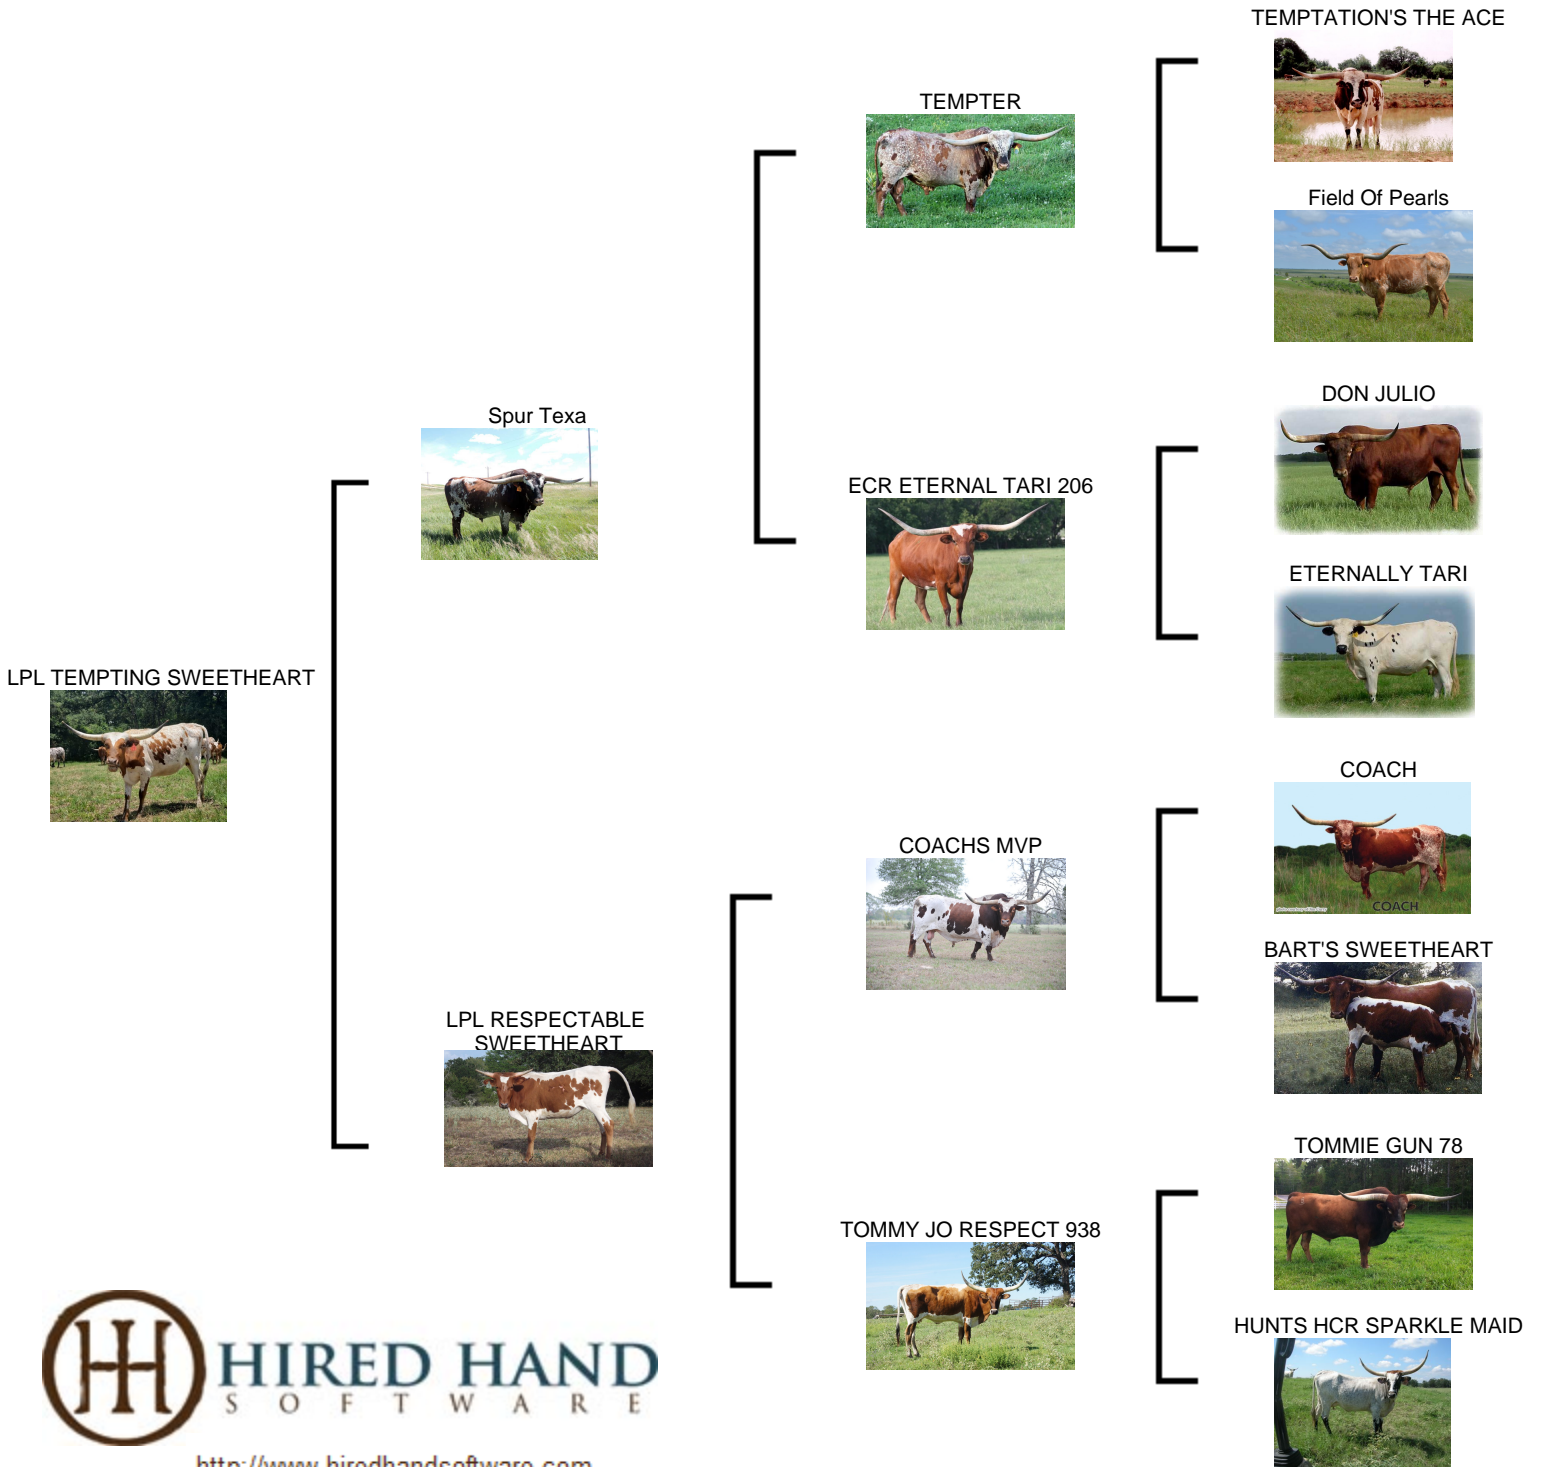 TEMPTATION'S THE ACE
TEMPTER
Field Of Pearls
DON JULIO
Spur Texa
ECR ETERNAL TARI 206
ETERNALLY TARI
LPL TEMPTING SWEETHEART
COACH
COACHS MVP
COACH
BART'S SWEETHEART
LPL RESPECTABLE
SWEETHEART
TOMMIE GUN 78
TOMMY JO RESPECT 938
HUNTS HCR SPARKLE MAID
HIRED HAND
SOFTWARE
http://www.hiredhandsoftware.com